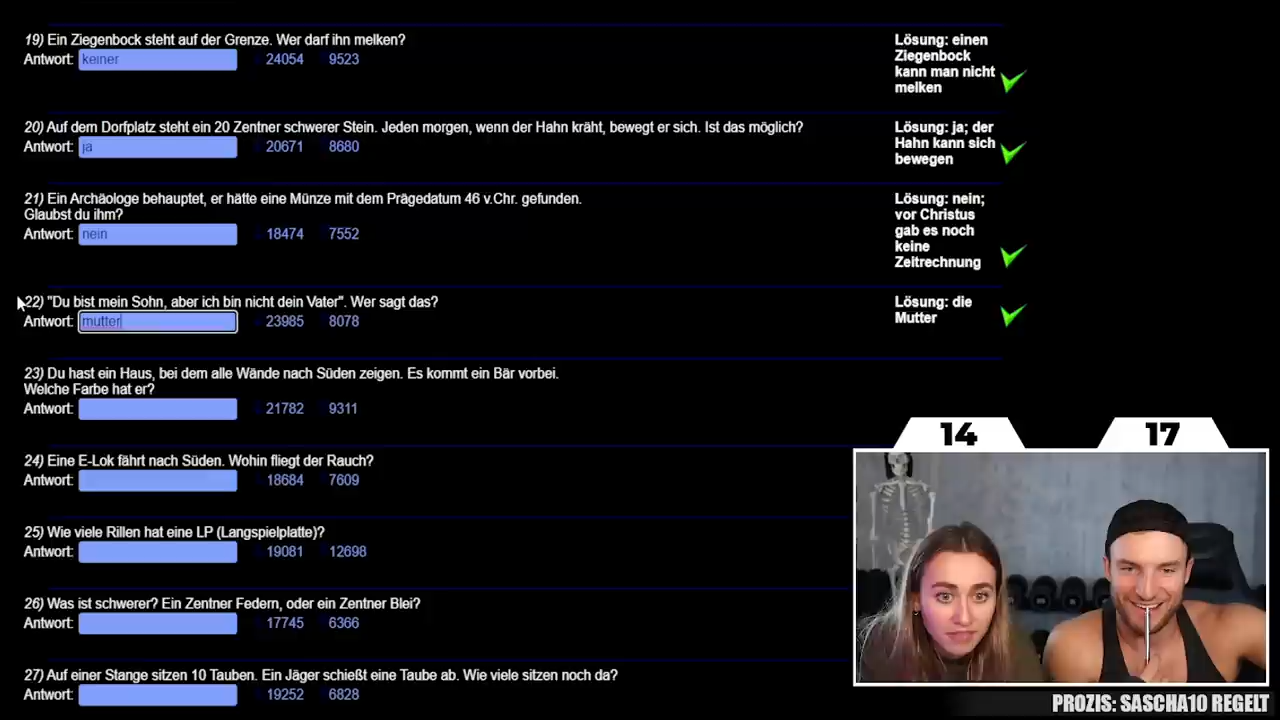 19) Ein Ziegenbock steht auf der Grenze. Wer darf ihn melken?
Antwort: keiner 24054 9523
Lösung: einen
Ziegenbock
kann man nicht
melken
20) Auf dem Dorfplatz steht ein 20 Zentner schwerer Stein. Jeden morgen, wenn der Hahn kräht, bewegt er sich. Ist das möglich?
Antwort: ja 20671 8680
Lösung: ja; der
Hahn kann sich
bewegen
21) Ein Archäologe behauptet, er hätte eine Münze mit dem Prägedatum 46 v.Chr. gefunden.
Glaubst du ihm?
Antwort: nein 18474 7552
Lösung: nein;
vor Christus
gab es noch
keine
Zeitrechnung
22) "Du bist mein Sohn, aber ich bin nicht dein Vater". Wer sagt das?
Antwort: mutter 23985 8078
Lösung: die
Mutter
23) Du hast ein Haus, bei dem alle Wände nach Süden zeigen. Es kommt ein Bär vorbei.
Welche Farbe hat er?
Antwort: 21782 9311
24) Eine E-Lok fährt nach Süden. Wohin fliegt der Rauch?
Antwort: 18684 7609
25) Wie viele Rillen hat eine LP (Langspielplatte)?
Antwort: 19081 12698
26) Was ist schwerer? Ein Zentner Federn, oder ein Zentner Blei?
Antwort: 17745 6366
27) Auf einer Stange sitzen 10 Tauben. Ein Jäger schießt eine Taube ab. Wie viele sitzen noch da?
Antwort: 19252 6828
14 17
PROZIS: SASCHA10 REGELT